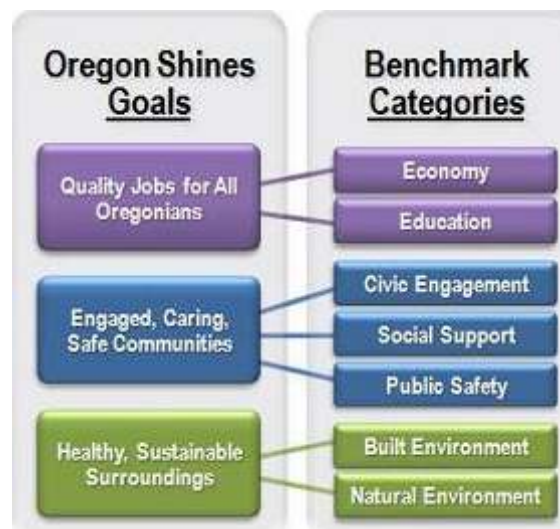 Oregon Shines
Goals
Quality Jobs for All
Oregonians
Engaged, Caring,
Safe Communities
Healthy, Sustainable
Surroundings
Benchmark
Categories
Economy
Education
Civic Engagement
Social Support
Public Safety
Built Environment
Natural Environment